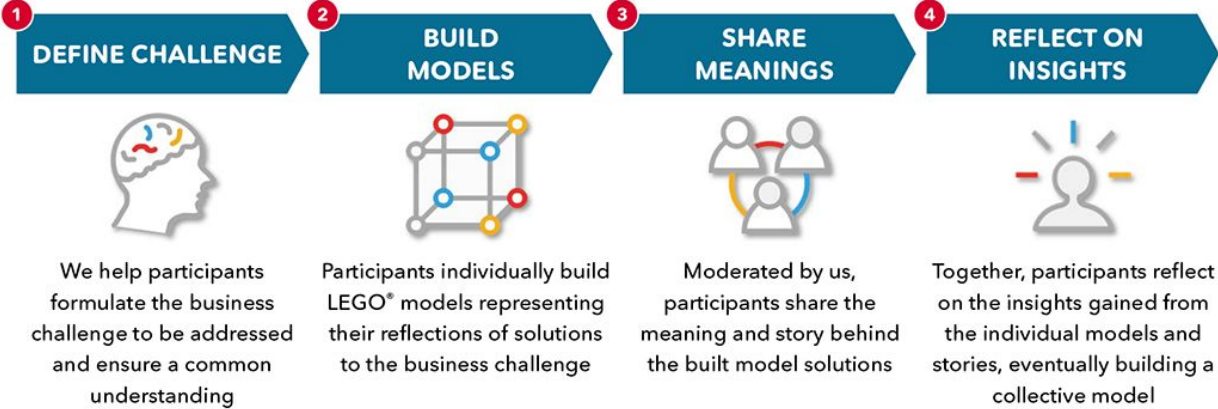 1
DEFINE CHALLENGE
We help participants
formulate the business
challenge to be addressed
and ensure a common
understanding
2
BUILD
MODELS
Participants individually build
LEGO® models representing
their reflections of solutions
to the business challenge
3
SHARE
MEANINGS
Moderated by us,
participants share the
meaning and story behind
the built model solutions
4
REFLECT ON
INSIGHTS
Together, participants reflect
on the insights gained from
the individual models and
stories, eventually building a
collective model